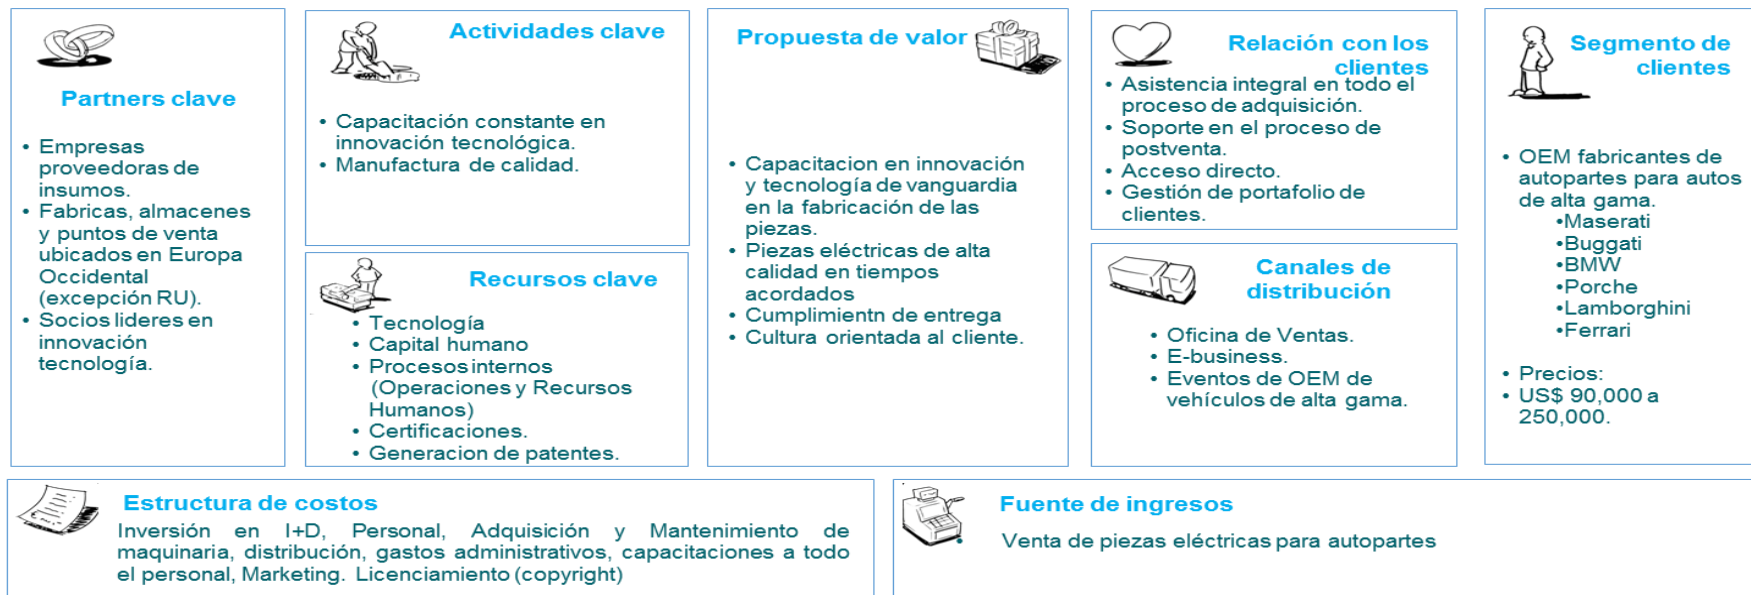 Partners clave
• Empresas
proveedoras de
insumos.
• Fabricas, almacenes
y puntos de venta
ubicados en Europa
Occidental
(excepción RU).
• Socios lideres en
innovación
tecnología.
Actividades clave
• Capacitación constante en
innovación tecnológica.
• Manufactura de calidad.
Recursos clave
• Tecnología
• Capital humano
• Procesos internos
(Operaciones y Recursos
Humanos)
• Certificaciones.
• Generacion de patentes.
Propuesta de valor
• Capacitacion en innovación
y tecnología de vanguardia
en la fabricación de las
piezas.
• Piezas eléctricas de alta
calidad en tiempos
acordados
• Cumplimientn de entrega
• Cultura orientada al cliente.
Relación con los
clientes
• Asistencia integral en todo el
proceso de adquisición.
• Soporte en el proceso de
postventa.
• Acceso directo.
• Gestión de portafolio de
clientes.
Canales de
distribución
• Oficina de Ventas.
• E-business.
• Eventos de OEM de
vehículos de alta gama.
Segmento de
clientes
• OEM fabricantes de
autopartes para autos
de alta gama.
•Maserati
•Buggati
•BMW
•Porche
•Lamborghini
•Ferrari
• Precios:
• US$ 90,000 a
250,000.
Estructura de costos
Inversión en I+D, Personal, Adquisición y Mantenimiento de
maquinaria, distribución, gastos administrativos, capacitaciones a todo
el personal, Marketing. Licenciamiento (copyright)
Fuente de ingresos
• Venta de piezas eléctricas para autopartes